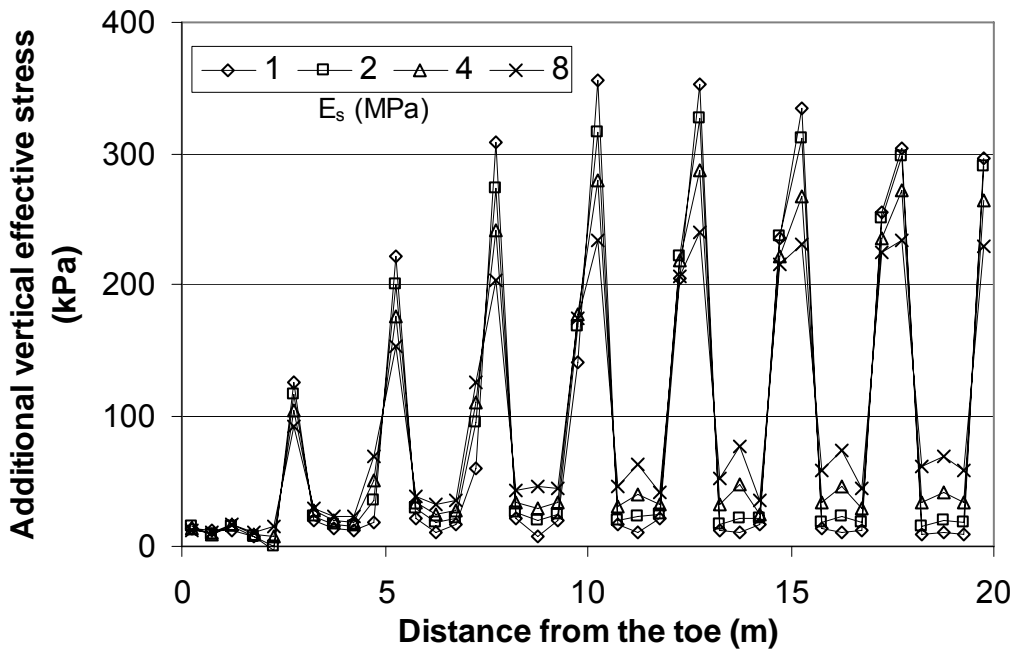 400
300
200
100
0
Additional vertical effective stress
(kPa)
1 2 4 8
Es (MPa)
0 5 10 15 20
Distance from the toe (m)